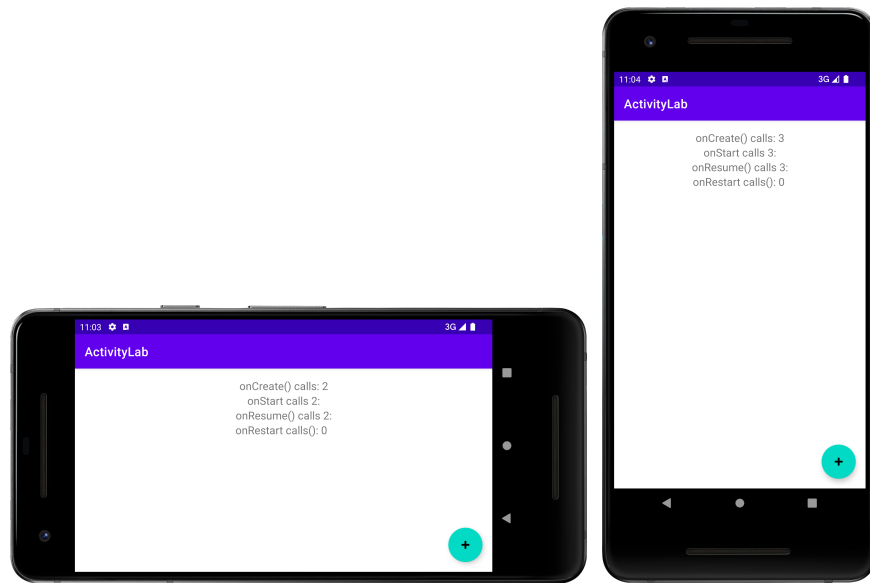 11:03 3G
ActivityLab
onCreate() calls: 2
onStart calls 2:
onResume() calls 2:
onRestart calls(): 0
+
11:04 3G
ActivityLab
onCreate() calls: 3
onStart calls 3:
onResume() calls 3:
onRestart calls(): 0
+